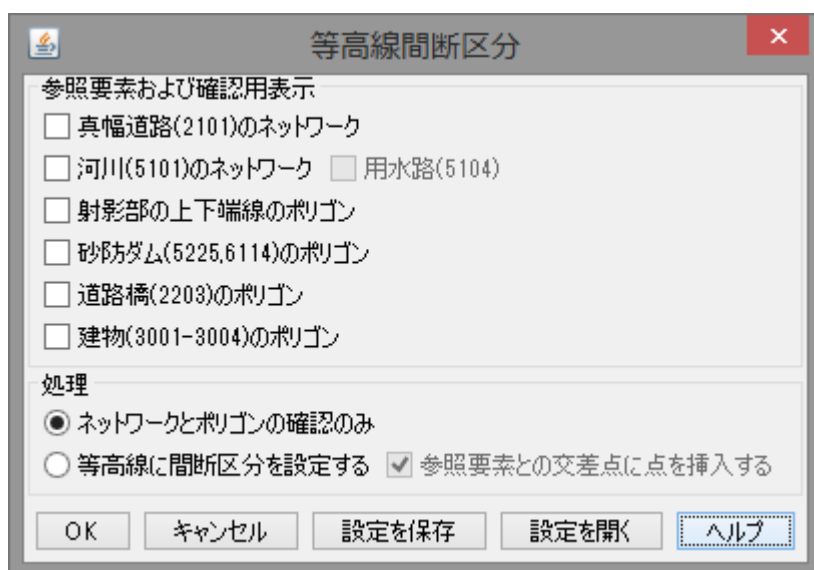 等高線間断区分
参照要素および確認用表示
真幅道路(2101)のネットワーク
河川(5101)のネットワーク 用水路(5104)
射影部の上下端線のポリゴン
砂防ダム(5225,6114)のポリゴン
道路橋(2203)のポリゴン
建物(3001-3004)のポリゴン
処理
ネットワークとポリゴンの確認のみ
等高線に間断区分を設定する 参照要素との交差点に点を挿入する
OK キャンセル 設定を保存 設定を開く ヘルプ